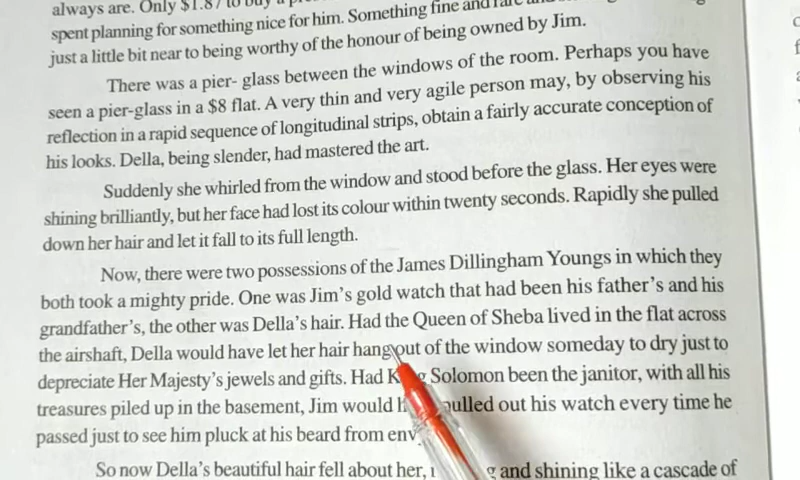 always are. Only $1.87 to buy a
spent planning for something nice for him. Something fine and rare and
just a little bit near to being worthy of the honour of being owned by Jim.
There was a pier- glass between the windows of the room. Perhaps you have
seen a pier-glass in a $8 flat. A very thin and very agile person may, by observing his
reflection in a rapid sequence of longitudinal strips, obtain a fairly accurate conception of
his looks. Della, being slender, had mastered the art.
Suddenly she whirled from the window and stood before the glass. Her eyes were
shining brilliantly, but her face had lost its colour within twenty seconds. Rapidly she pulled
down her hair and let it fall to its full length.
Now, there were two possessions of the James Dillingham Youngs in which they
both took a mighty pride. One was Jim's gold watch that had been his father's and his
grandfather's, the other was Della's hair. Had the Queen of Sheba lived in the flat across
the airshaft, Della would have let her hair hang out of the window someday to dry just to
depreciate Her Majesty's jewels and gifts. Had Solomon been the janitor, with all his
treasures piled up in the basement, Jim would pulled out his watch every time he
passed just to see him pluck at his beard from
So now Della's beautiful hair fell about her, and shining like a cascade of